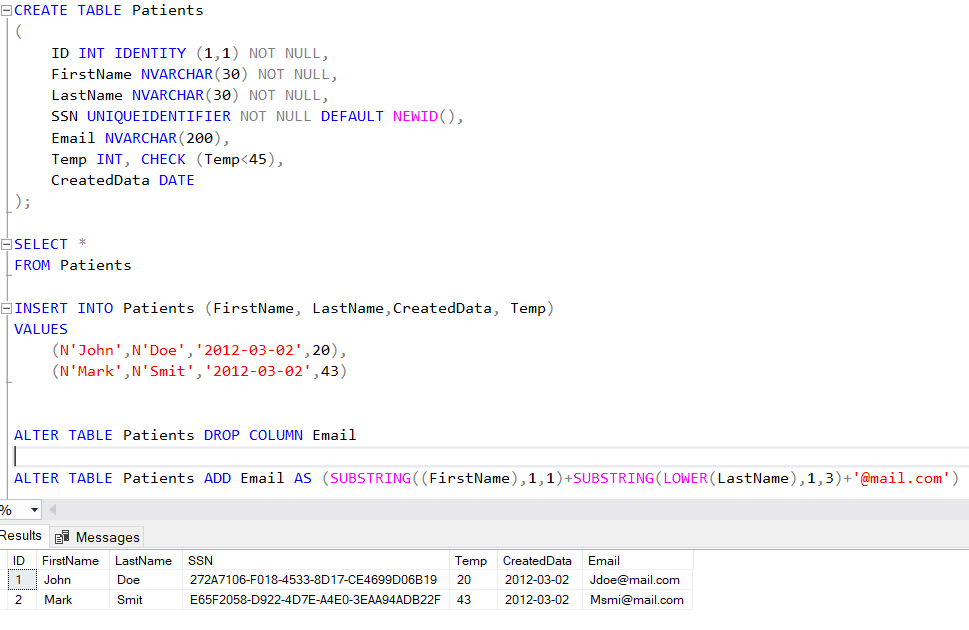 CREATE TABLE Patients
(
ID INT IDENTITY (1,1) NOT NULL,
FirstName NVARCHAR(30) NOT NULL,
LastName NVARCHAR(30) NOT NULL,
SSN UNIQUEIDENTIFIER NOT NULL DEFAULT NEWID(),
Email NVARCHAR(200),
Temp INT, CHECK (Temp<45),
CreatedData DATE
);
SELECT *
FROM Patients
INSERT INTO Patients (FirstName, LastName,CreatedData, Temp)
VALUES
(N'John',N'Doe','2012-03-02',20),
(N'Mark',N'Smit','2012-03-02',43)
ALTER TABLE Patients DROP COLUMN Email
ALTER TABLE Patients ADD Email AS (SUBSTRING((FirstName),1,1)+SUBSTRING(LOWER(LastName),1,3)+'@mail.com')
%
Results Messages
ID FirstName LastName SSN Temp CreatedData Email
1 John Doe 272A7106-F018-4533-8D17-CE4699D06B19 20 2012-03-02 Jdoe@mail.com
2 Mark Smit E65F2058-D922-4D7E-A4E0-3EAA94ADB22F 43 2012-03-02 Msmi@mail.com